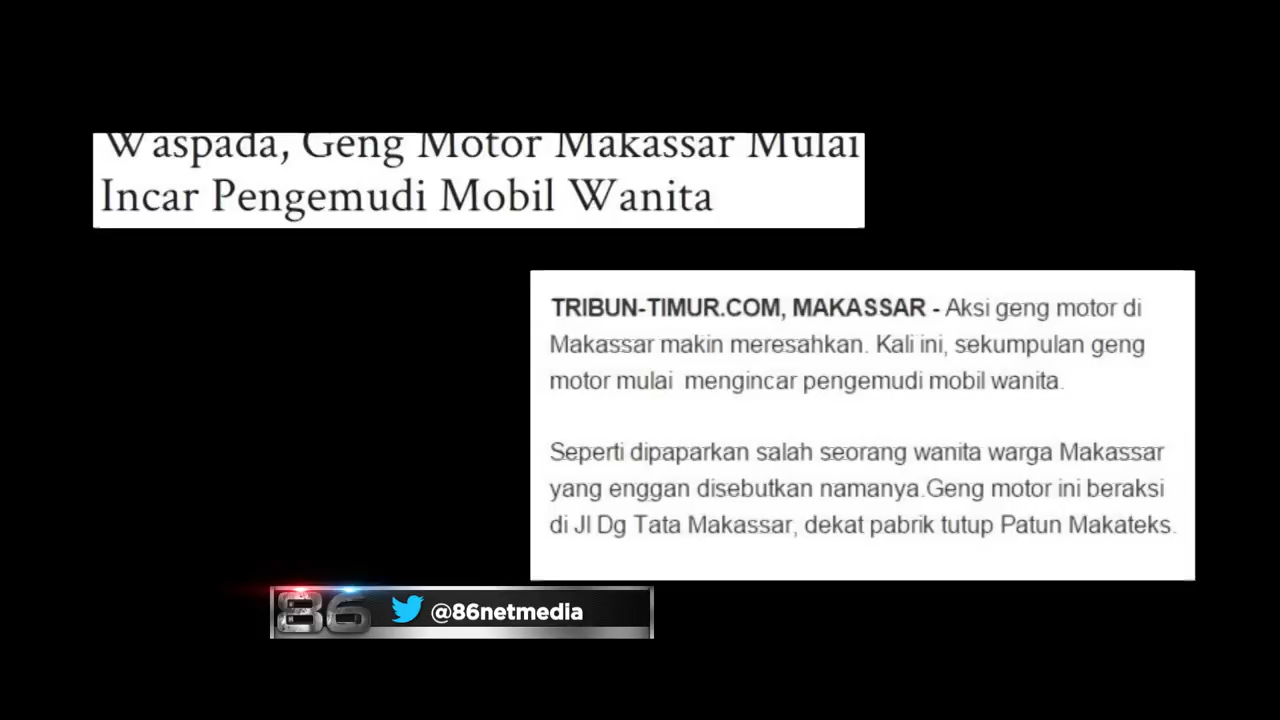 Waspada, Geng Motor Makassar Mulai
Incar Pengemudi Mobil Wanita
TRIBUN-TIMUR.COM, MAKASSAR - Aksi geng motor di
Makassar makin meresahkan. Kali ini, sekumpulan geng
motor mulai mengincar pengemudi mobil wanita.
Seperti dipaparkan salah seorang wanita warga Makassar
yang enggan disebutkan namanya.Geng motor ini beraksi
di Jl Dg Tata Makassar, dekat pabrik tutup Patun Makateks.
86 @86netmedia